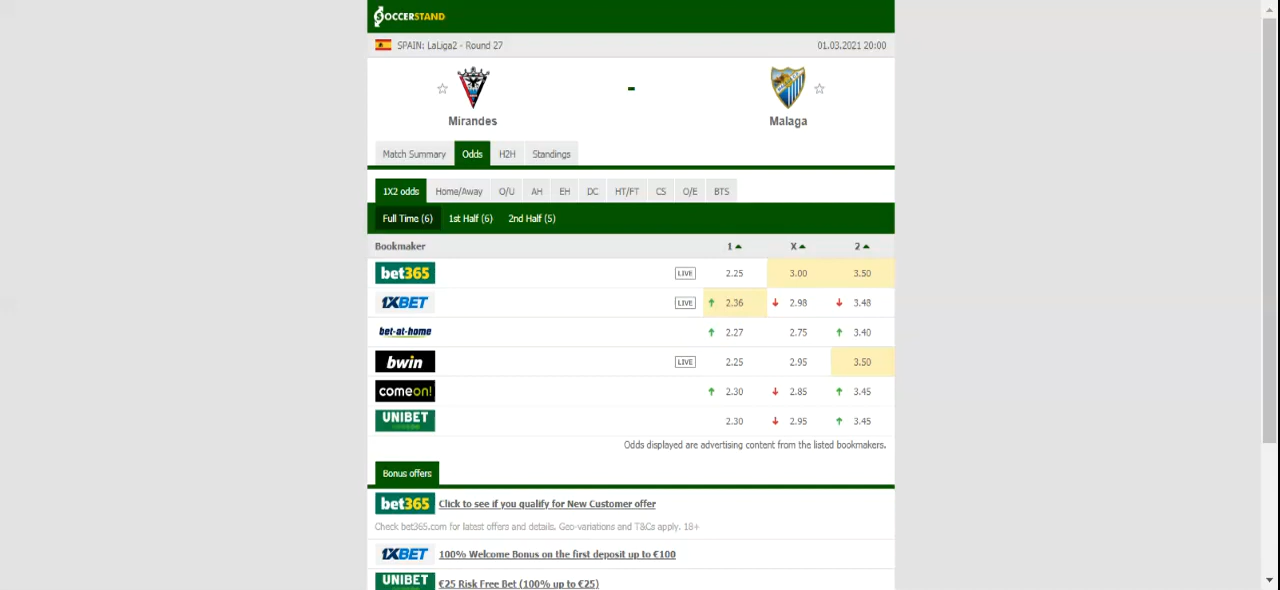 SOCCERSTAND
SPAIN: LaLiga2 - Round 27 01.03.2021 20:00
-
Mirandes Malaga
Match Summary Odds H2H Standings
1X2 odds Home/Away O/U AH EH DC HT/FT CS O/E BTS
Full Time (6) 1st Half (6) 2nd Half (5)
Bookmaker 1 X 2
bet365 LIVE 2.25 3.00 3.50
1XBET LIVE 2.36 2.98 3.48
bet-at-home 2.27 2.75 3.40
bwin LIVE 2.25 2.95 3.50
comeon! 2.30 2.85 3.45
UNIBET 2.30 2.95 3.45
Odds displayed are advertising content from the listed bookmakers.
Bonus offers
bet365 Click to see if you qualify for New Customer offer
Check bet365.com for latest offers and details. Geo-variations and T&Cs apply. 18+
1XBET 100% Welcome Bonus on the first deposit up to €100
UNIBET €25 Risk Free Bet (100% up to €25)